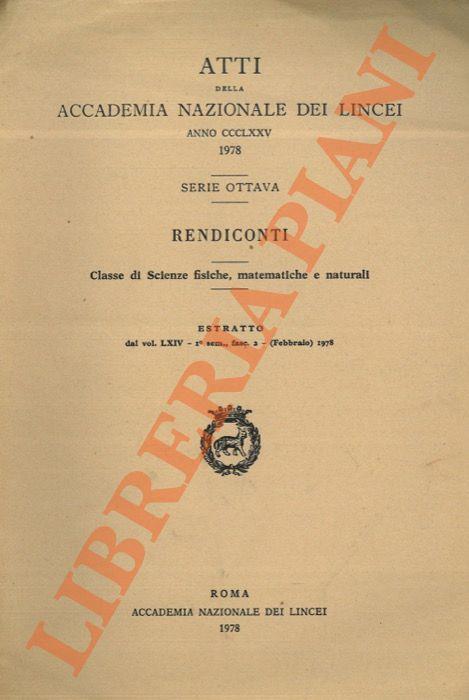 ATTI
DELLA
ACCADEMIA NAZIONALE DEI LINCEI
ANNO CCCLXXV
1978
SERIE OTTAVA
RENDICONTI
Classe di Scienze fisiche, matematiche e naturali
ESTRATTO
dal vol. LXIV – 1° sem., fasc. 2 – (Febbraio) 1978
ROMA
ACCADEMIA NAZIONALE DEI LINCEI
1978
LIBRERIA PIANI